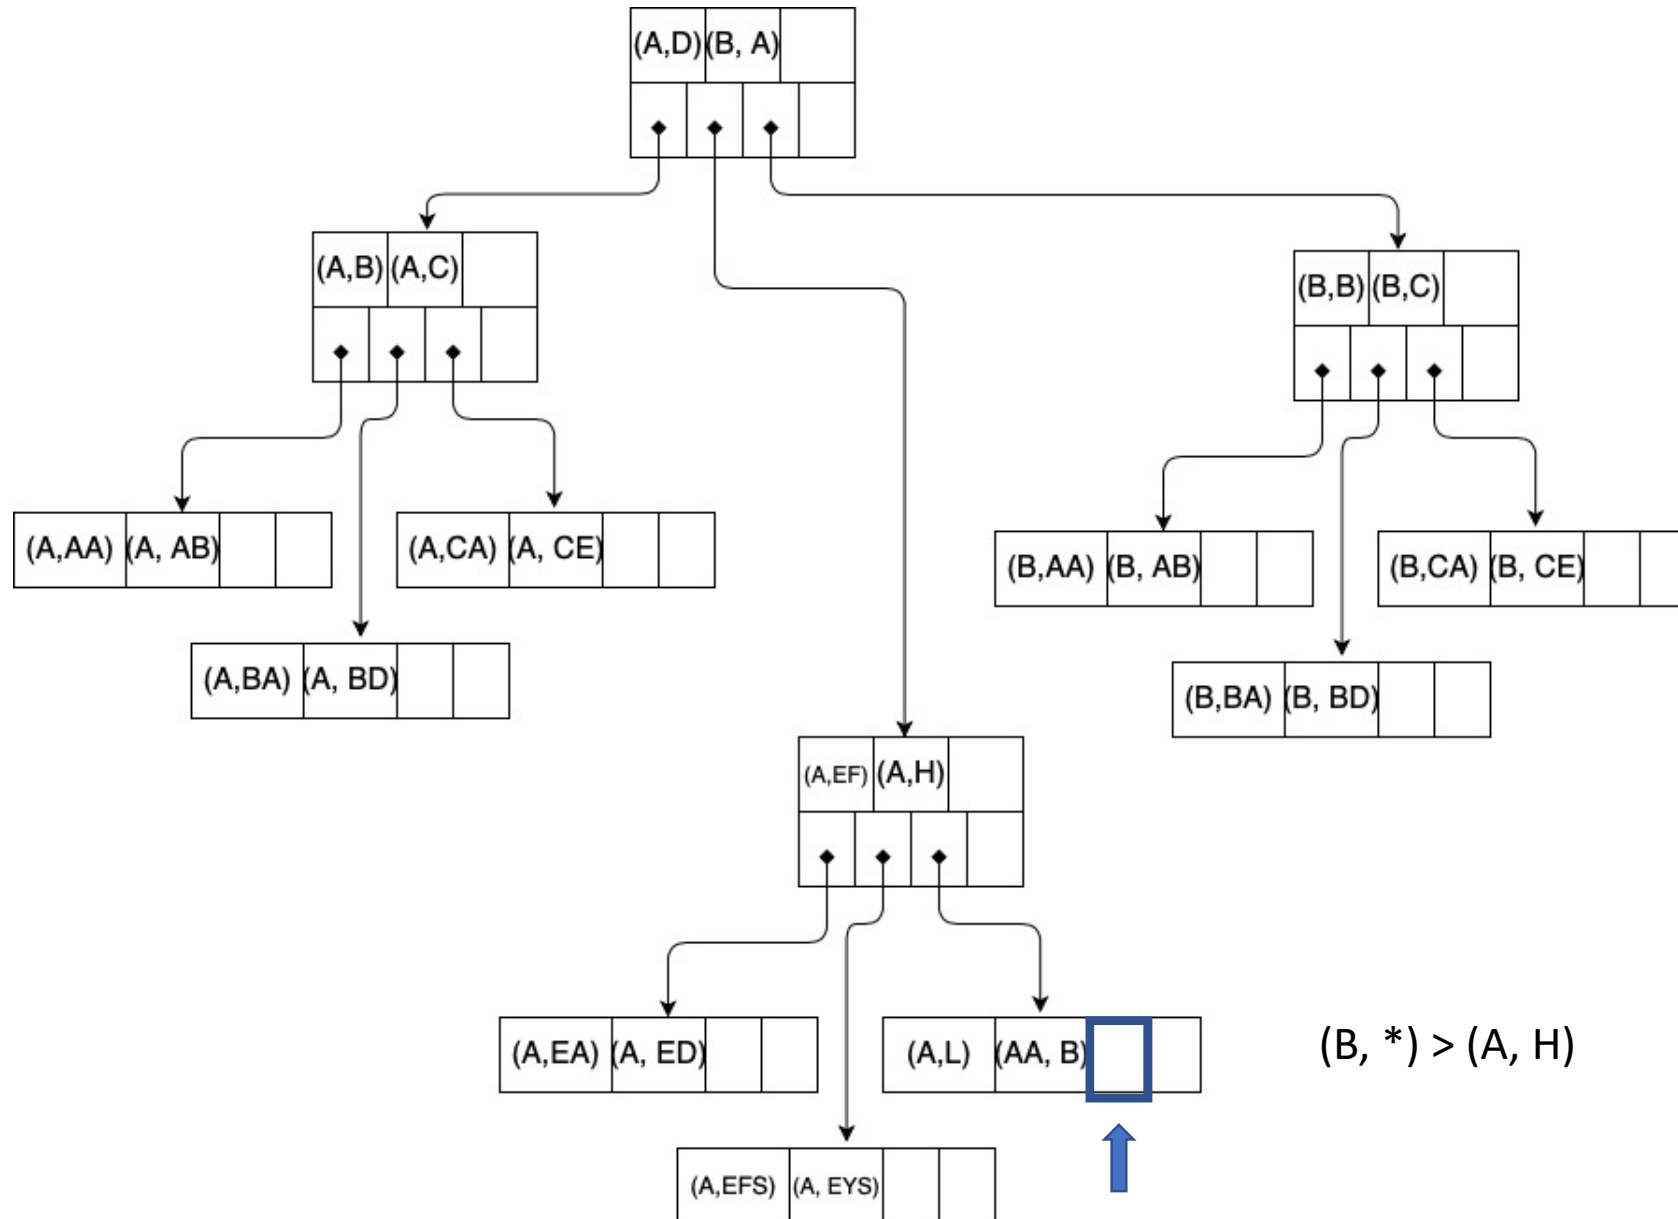 (A,D) (B, A)
(A,B) (A,C)
(B,B) (B,C)
(A,AA) (A, AB)
(A,CA) (A, CE)
(B,AA) (B, AB)
(B,CA) (B, CE)
(A,BA) (A, BD)
(B,BA) (B, BD)
(A,EF) (A,H)
(A,EA) (A, ED)
(A,L) (AA, B)
(B, *) > (A, H)
(A,EFS) (A, EYS)